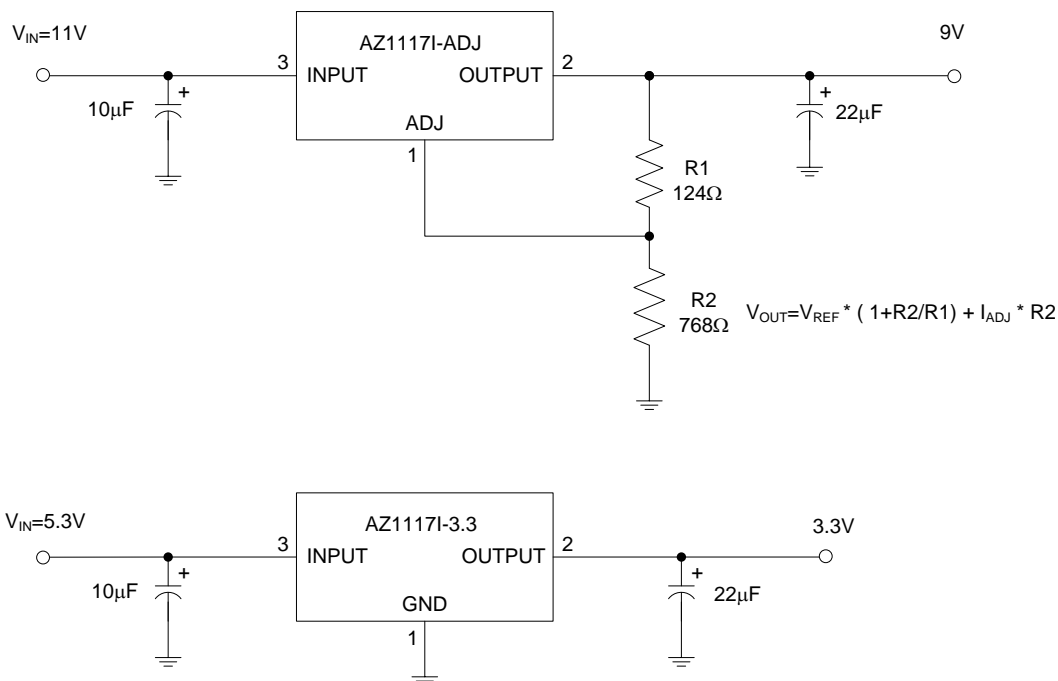 V_IN=11V
AZ1117I-ADJ
9V
3 INPUT OUTPUT 2
10μF +
ADJ
+ 22μF
1
R1
124Ω
R2
768Ω
V_OUT=V_REF * ( 1+R2/R1) + I_ADJ * R2
V_IN=5.3V
AZ1117I-3.3
3.3V
3 INPUT OUTPUT 2
10μF +
GND
+ 22μF
1